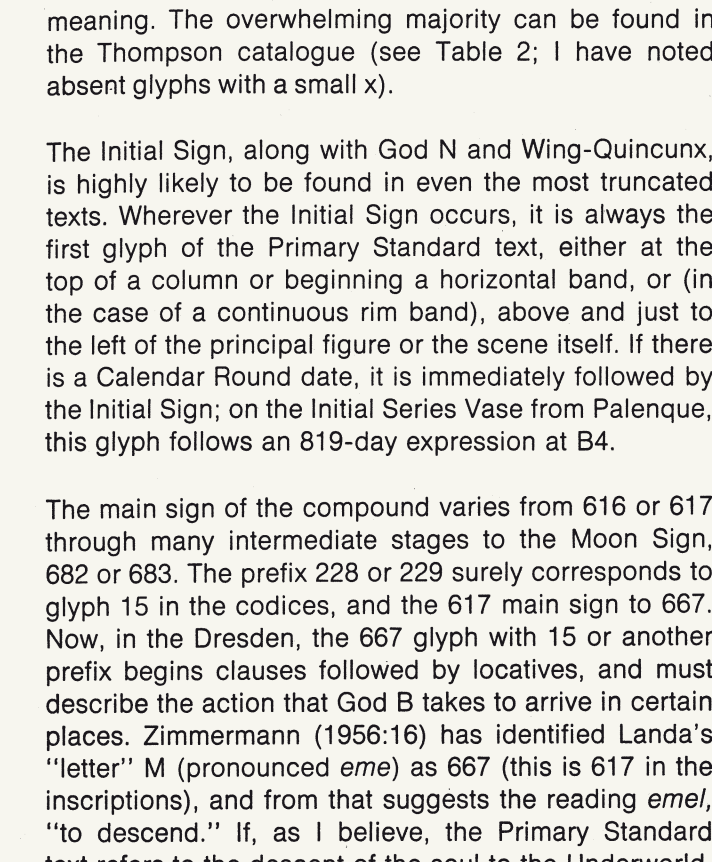 meaning. The overwhelming majority can be found in
the Thompson catalogue (see Table 2; I have noted
absent glyphs with a small x).
The Initial Sign, along with God N and Wing-Quincunx,
is highly likely to be found in even the most truncated
texts. Wherever the Initial Sign occurs, it is always the
first glyph of the Primary Standard text, either at the
top of a column or beginning a horizontal band, or (in
the case of a continuous rim band), above and just to
the left of the principal figure or the scene itself. If there
is a Calendar Round date, it is immediately followed by
the Initial Sign; on the Initial Series Vase from Palenque,
this glyph follows an 819-day expression at B4.
The main sign of the compound varies from 616 or 617
through many intermediate stages to the Moon Sign,
682 or 683. The prefix 228 or 229 surely corresponds to
glyph 15 in the codices, and the 617 main sign to 667.
Now, in the Dresden, the 667 glyph with 15 or another
prefix begins clauses followed by locatives, and must
describe the action that God B takes to arrive in certain
places. Zimmermann (1956:16) has identified Landa's
"letter" M (pronounced eme) as 667 (this is 617 in the
inscriptions), and from that suggests the reading emel,
"to descend." If, as I believe, the Primary Standard
text refers to the descent of the soul to the Underworld,